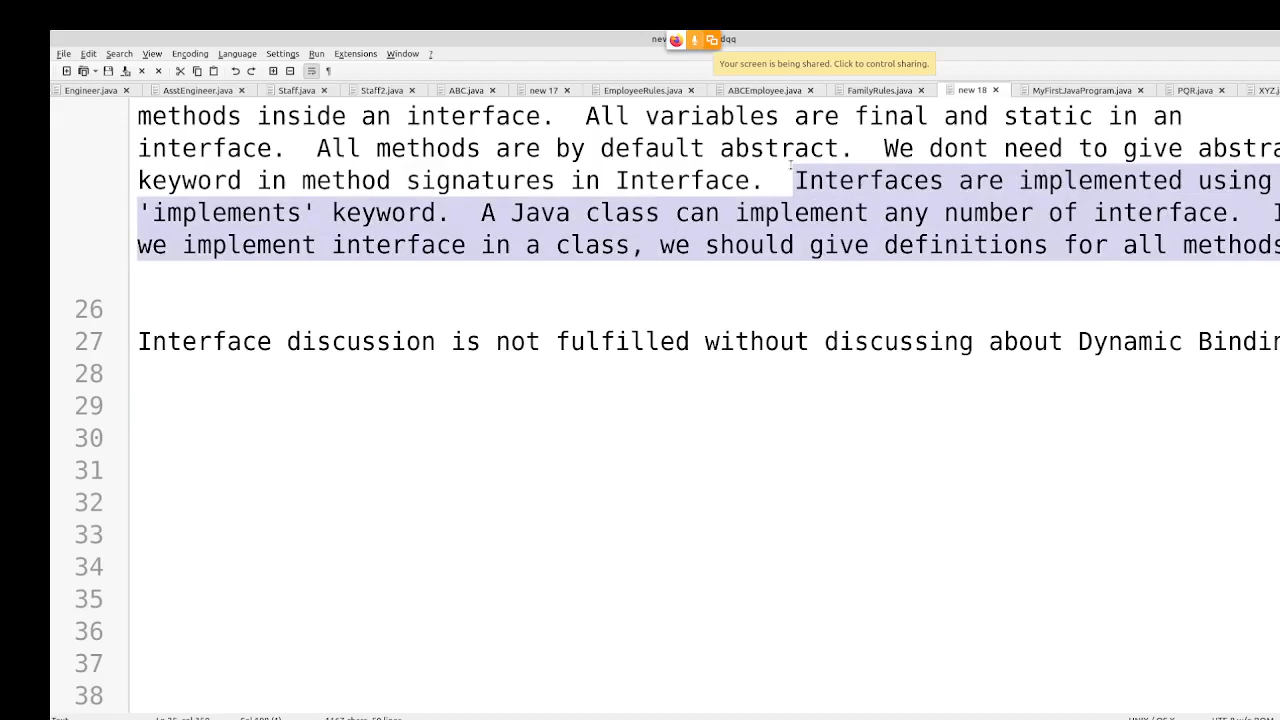 new dqq
File Edit Search View Encoding Language Settings Run Extensions Window ?
Your screen is being shared. Click to control sharing.
Engineer.java AsstEngineer.java Staff.java Staff2.java ABC.java new 17 EmployeeRules.java ABCEmployee.java FamilyRules.java new 18 MyFirstJavaProgram.java PQR.java XYZ.j
methods inside an interface. All variables are final and static in an
interface. All methods are by default abstract. We dont need to give abstra
keyword in method signatures in Interface. Interfaces are implemented using
'implements' keyword. A Java class can implement any number of interface.
we implement interface in a class, we should give definitions for all methods
26
27 Interface discussion is not fulfilled without discussing about Dynamic Bindin
28
29
30
31
32
33
34
35
36
37
38